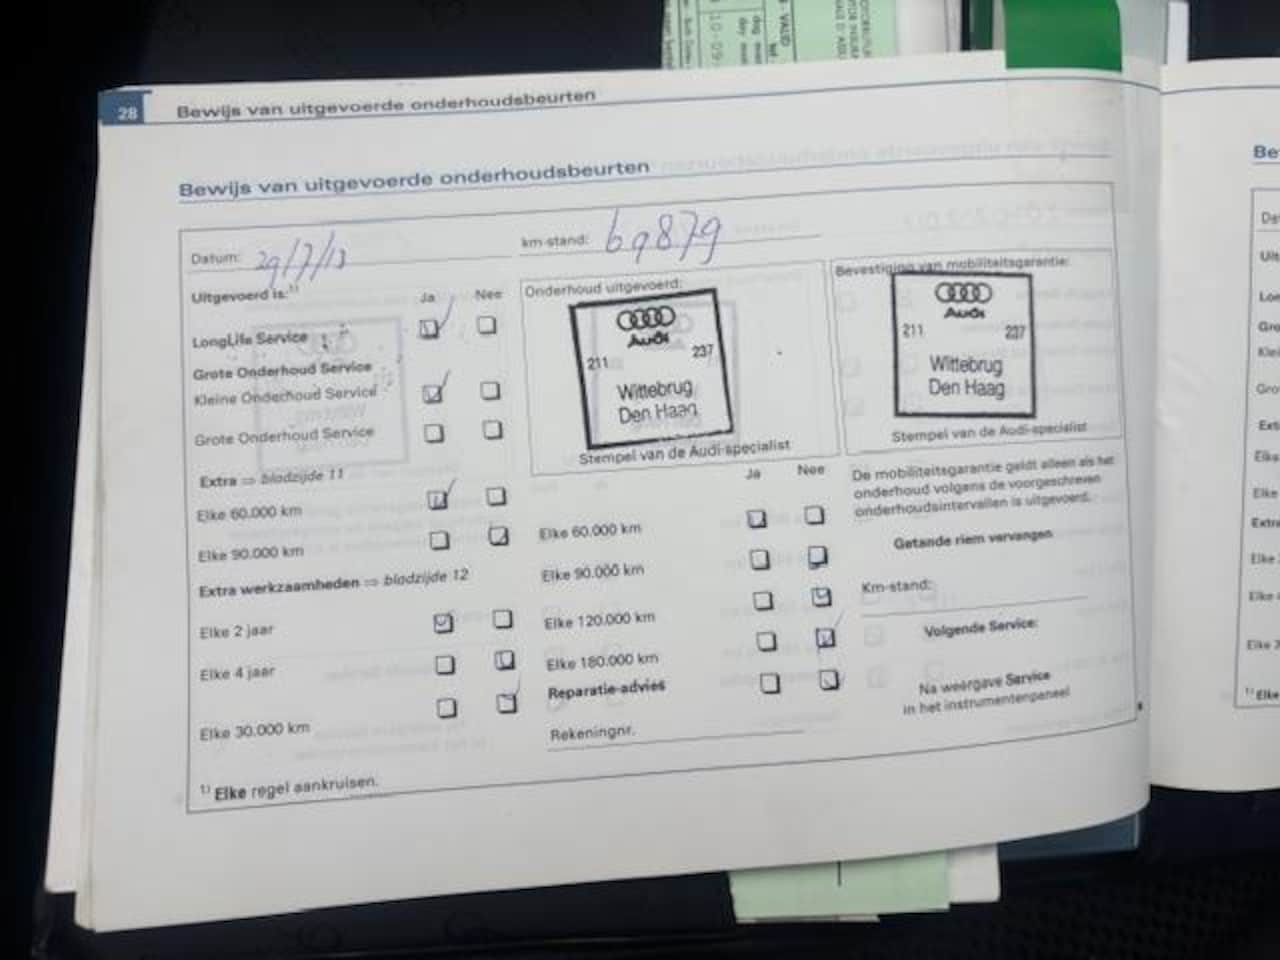 28 Bewijs van uitgevoerde onderhoudsbeurten
Bewijs van uitgevoerde onderhoudsbeurten
Datum: 29/7/13
km-stand: 69879
Uitgevoerd is:¹⁾
Ja Nee
LongLife Service
Grote Onderhoud Service
Kleine Onderhoud Service
Grote Onderhoud Service
Extra ⇒ bladzijde 11
Elke 60.000 km
Elke 90.000 km
Extra werkzaamheden ⇒ bladzijde 12
Elke 2 jaar
Elke 4 jaar
Elke 30.000 km
¹⁾ Elke regel aankruisen.
Onderhoud uitgevoerd:
Audi
211 237
Wittebrug
Den Haag
Stempel van de Audi-specialist
Ja Nee
Elke 60.000 km
Elke 90.000 km
Elke 120.000 km
Elke 180.000 km
Reparatie-advies
Rekeningnr.
Bevestiging van mobiliteitsgarantie:
Audi
211 237
Wittebrug
Den Haag
Stempel van de Audi-specialist
De mobiliteitsgarantie geldt alleen als het
onderhoud volgens de voorgeschreven
onderhoudsintervallen is uitgevoerd.
Getande riem vervangen
Km-stand:
Volgende Service:
Na weergave Service
in het instrumentenpaneel